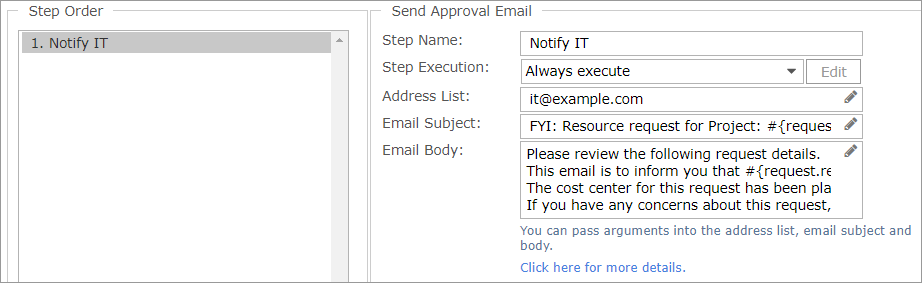 Step Order
Send Approval Email
1. Notify IT
Step Name:
Notify IT
Step Execution:
Always execute
Edit
Address List:
it@example.com
Email Subject:
FYI: Resource request for Project: #{reques
Email Body:
Please review the following request details.
This email is to inform you that #{request.re
The cost center for this request has been pla
If you have any concerns about this request,
You can pass arguments into the address list, email subject and
body.
Click here for more details.